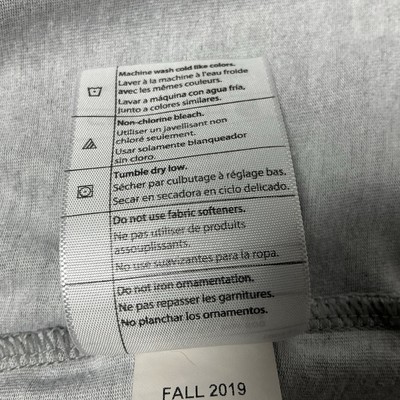 Machine wash cold like colors.
Laver à la machine à l'eau froide
avec les mêmes couleurs.
Lavar a máquina con agua fría,
junto a colores similares.
Non-chlorine bleach.
Utiliser un javellisant non
chloré seulement.
Usar solamente blanqueador
sin cloro.
Tumble dry low.
Sécher par culbutage à réglage bas.
Secar en secadora en ciclo delicado.
Do not use fabric softeners.
Ne pas utiliser de produits
assouplissants.
No use suavizantes para la ropa.
Do not iron ornamentation.
Ne pas repasser les garnitures.
No planchar los ornamentos.
FALL 2019